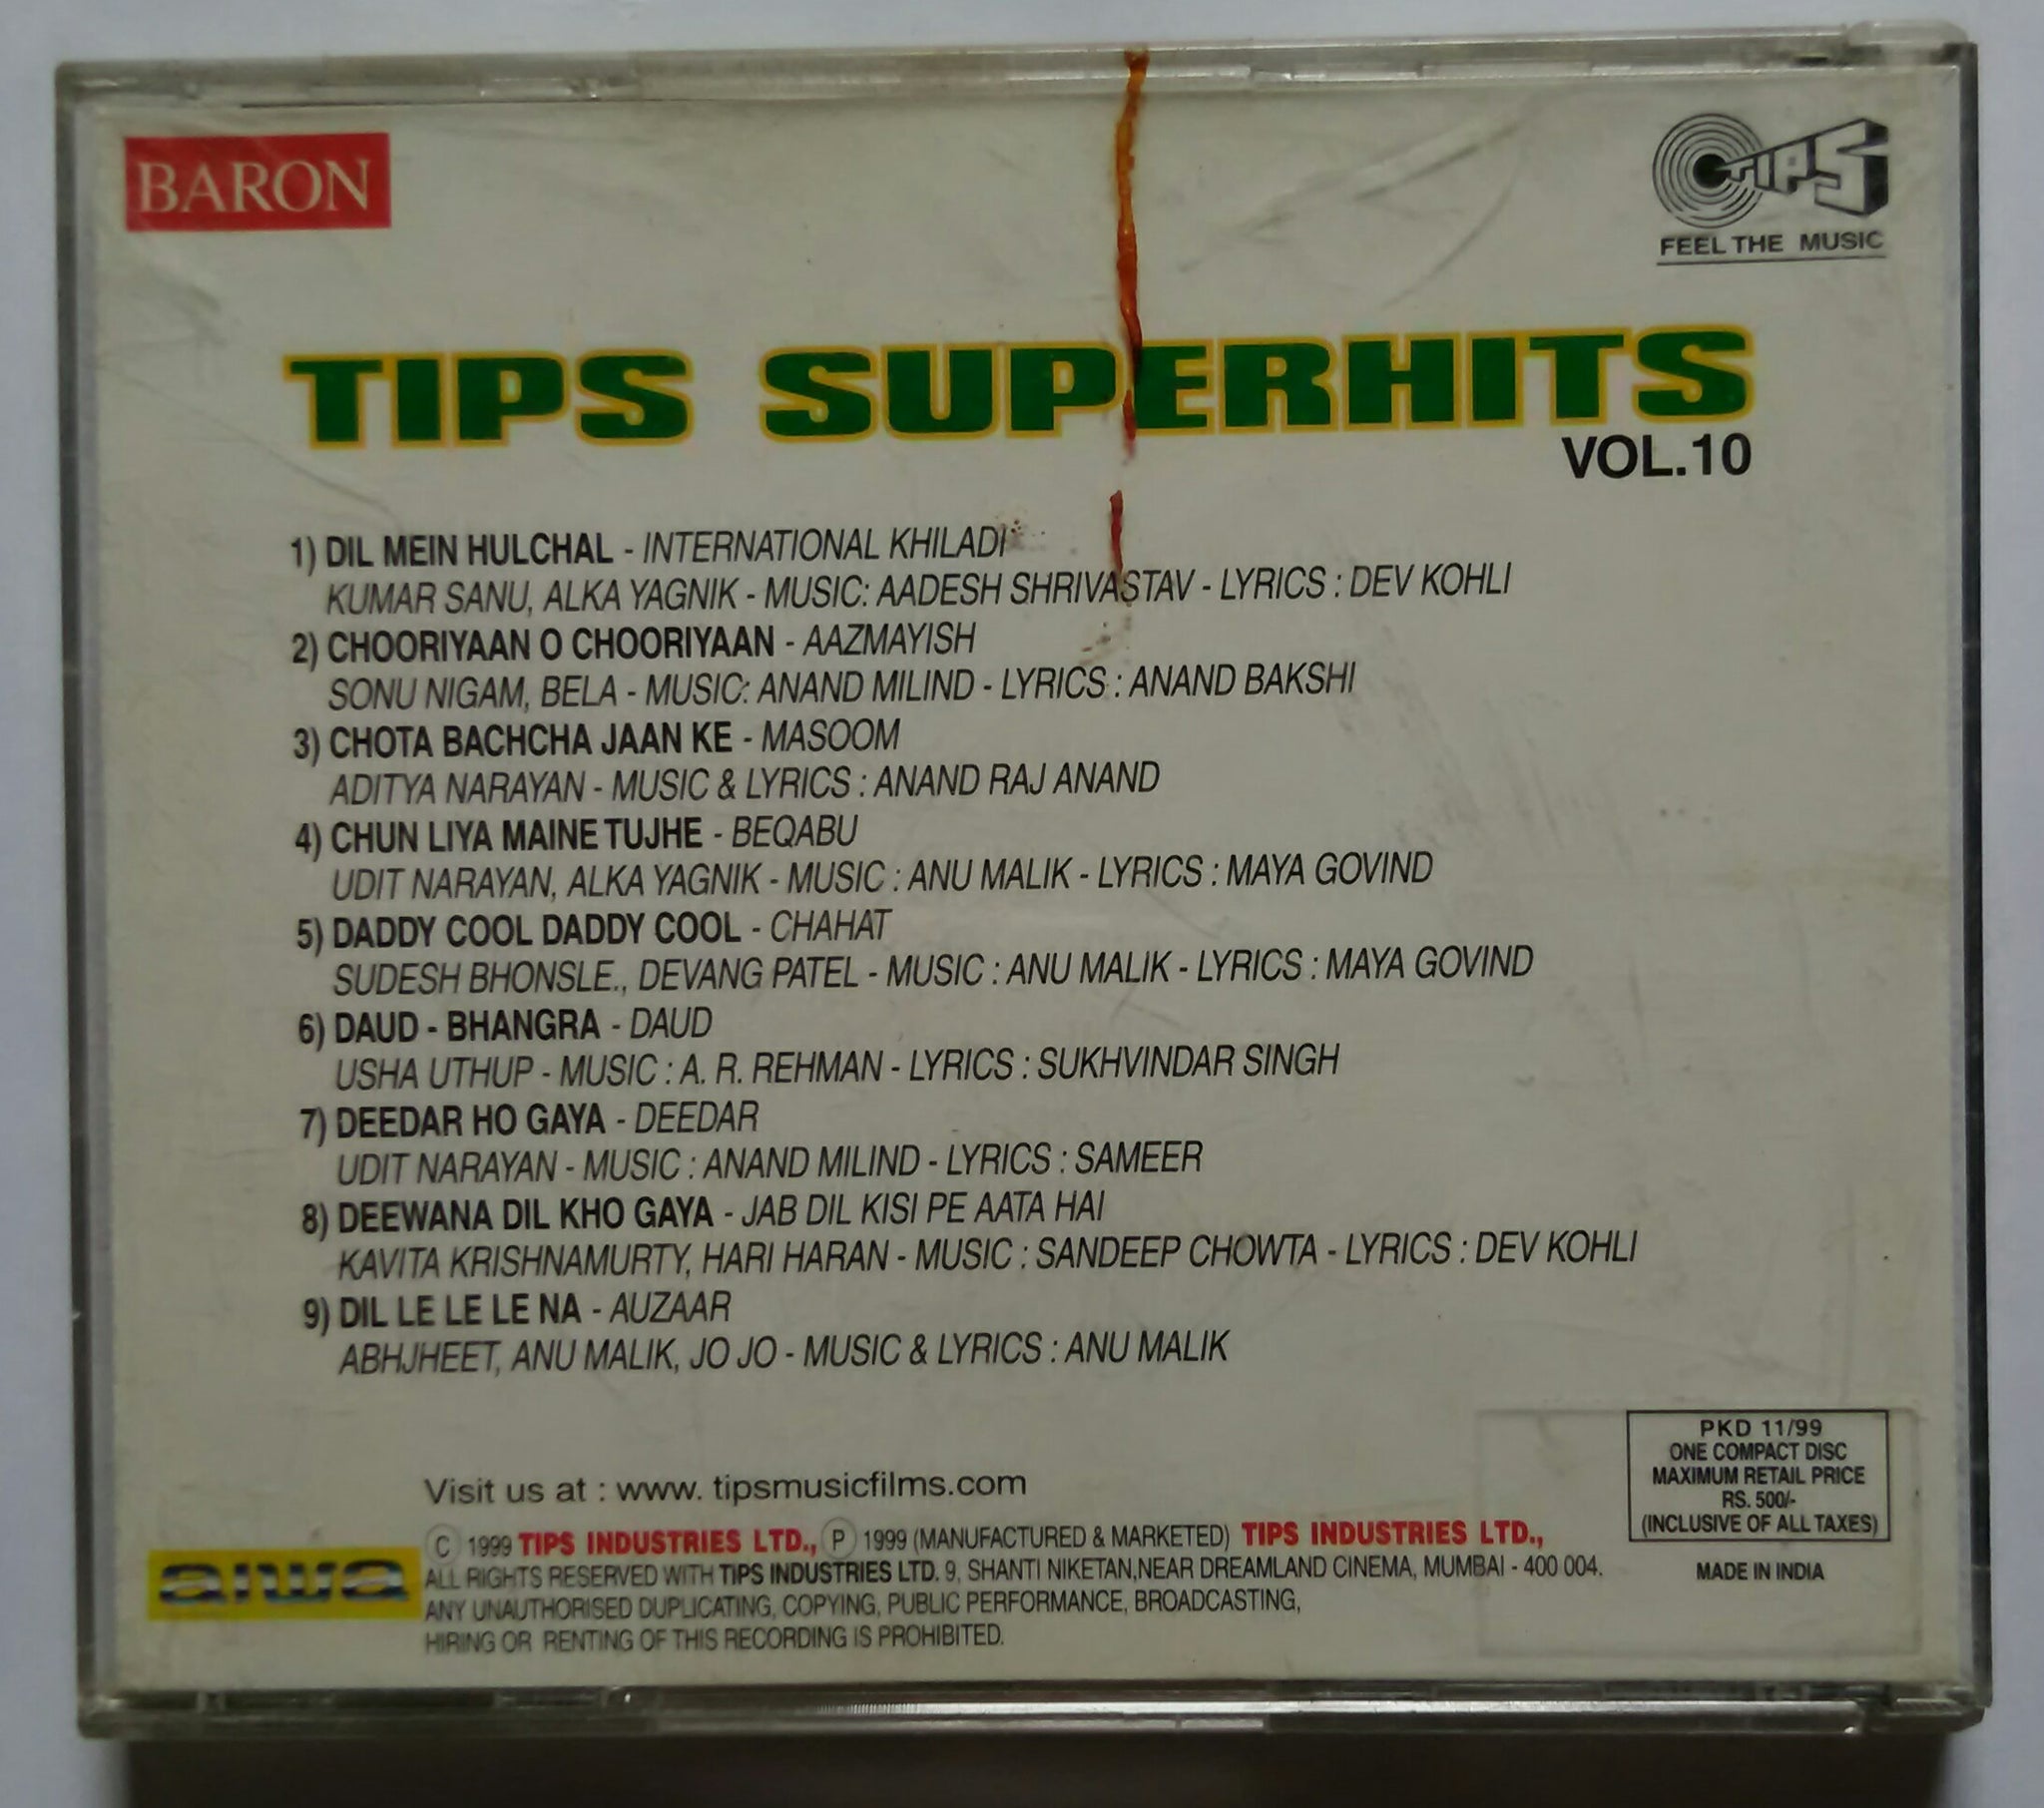 BARON
TIPS
FEEL THE MUSIC
TIPS SUPERHITS
VOL.10
1) DIL MEIN HULCHAL - INTERNATIONAL KHILADI
KUMAR SANU, ALKA YAGNIK - MUSIC: AADESH SHRIVASTAV - LYRICS : DEV KOHLI
2) CHOORIYAAN O CHOORIYAAN - AAZMAYISH
SONU NIGAM, BELA - MUSIC: ANAND MILIND - LYRICS : ANAND BAKSHI
3) CHOTA BACHCHA JAAN KE - MASOOM
ADITYA NARAYAN - MUSIC & LYRICS : ANAND RAJ ANAND
4) CHUN LIYA MAINE TUJHE - BEQABU
UDIT NARAYAN, ALKA YAGNIK - MUSIC : ANU MALIK - LYRICS : MAYA GOVIND
5) DADDY COOL DADDY COOL - CHAHAT
SUDESH BHONSLE., DEVANG PATEL - MUSIC : ANU MALIK - LYRICS : MAYA GOVIND
6) DAUD - BHANGRA - DAUD
USHA UTHUP - MUSIC : A. R. REHMAN - LYRICS : SUKHVINDAR SINGH
7) DEEDAR HO GAYA - DEEDAR
UDIT NARAYAN - MUSIC : ANAND MILIND - LYRICS : SAMEER
8) DEEWANA DIL KHO GAYA - JAB DIL KISI PE AATA HAI
KAVITA KRISHNAMURTY, HARI HARAN - MUSIC : SANDEEP CHOWTA - LYRICS : DEV KOHLI
9) DIL LE LE LE NA - AUZAAR
ABHJHEET, ANU MALIK, JO JO - MUSIC & LYRICS : ANU MALIK
PKD 11/99
ONE COMPACT DISC
MAXIMUM RETAIL PRICE
RS. 500/-
(INCLUSIVE OF ALL TAXES)
MADE IN INDIA
Visit us at : www. tipsmusicfilms.com
aiwa
Ⓒ 1999 TIPS INDUSTRIES LTD., Ⓟ 1999 (MANUFACTURED & MARKETED) TIPS INDUSTRIES LTD.,
ALL RIGHTS RESERVED WITH TIPS INDUSTRIES LTD. 9, SHANTI NIKETAN,NEAR DREAMLAND CINEMA, MUMBAI - 400 004.
ANY UNAUTHORISED DUPLICATING, COPYING, PUBLIC PERFORMANCE, BROADCASTING,
HIRING OR RENTING OF THIS RECORDING IS PROHIBITED.